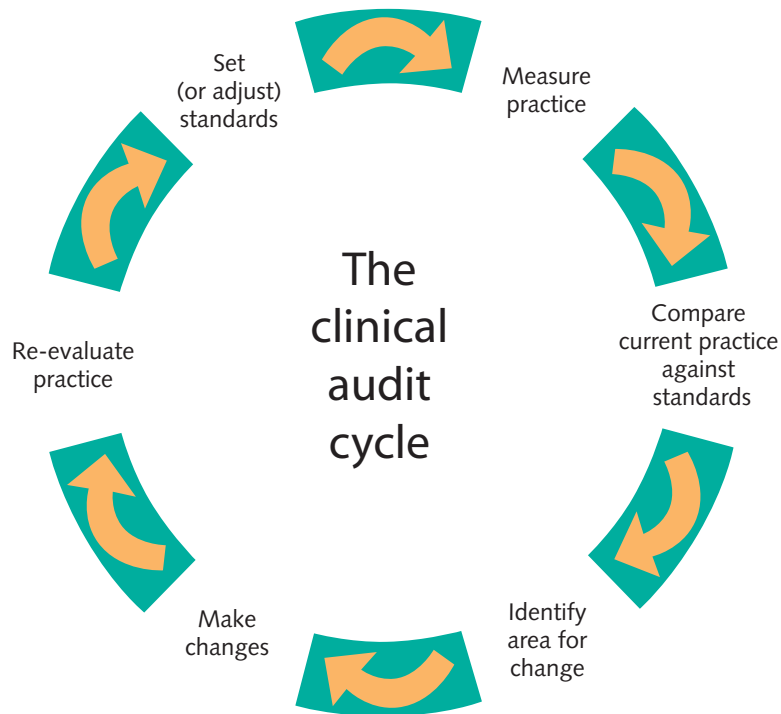 Set
(or adjust)
standards
Measure
practice
The
clinical
audit
cycle
Compare
current practice
against
standards
Re-evaluate
practice
Identify
area for
change
Make
changes